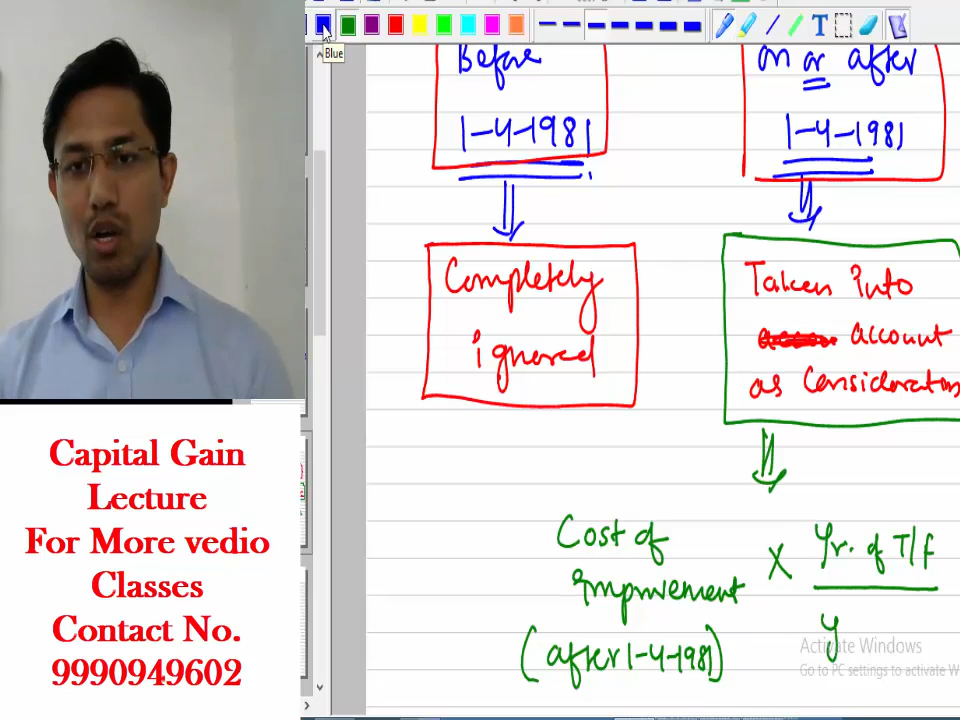 Blue
Before
1-4-1981
on or after
1-4-1981
Completely
ignored
Taken into
account
as Consideration
Cost of
Improvement
(after 1-4-1981)
X
Yr. of T/f
y
Capital Gain
Lecture
For More vedio
Classes
Contact No.
9990949602
Activate Windows
Go to PC settings to activate W